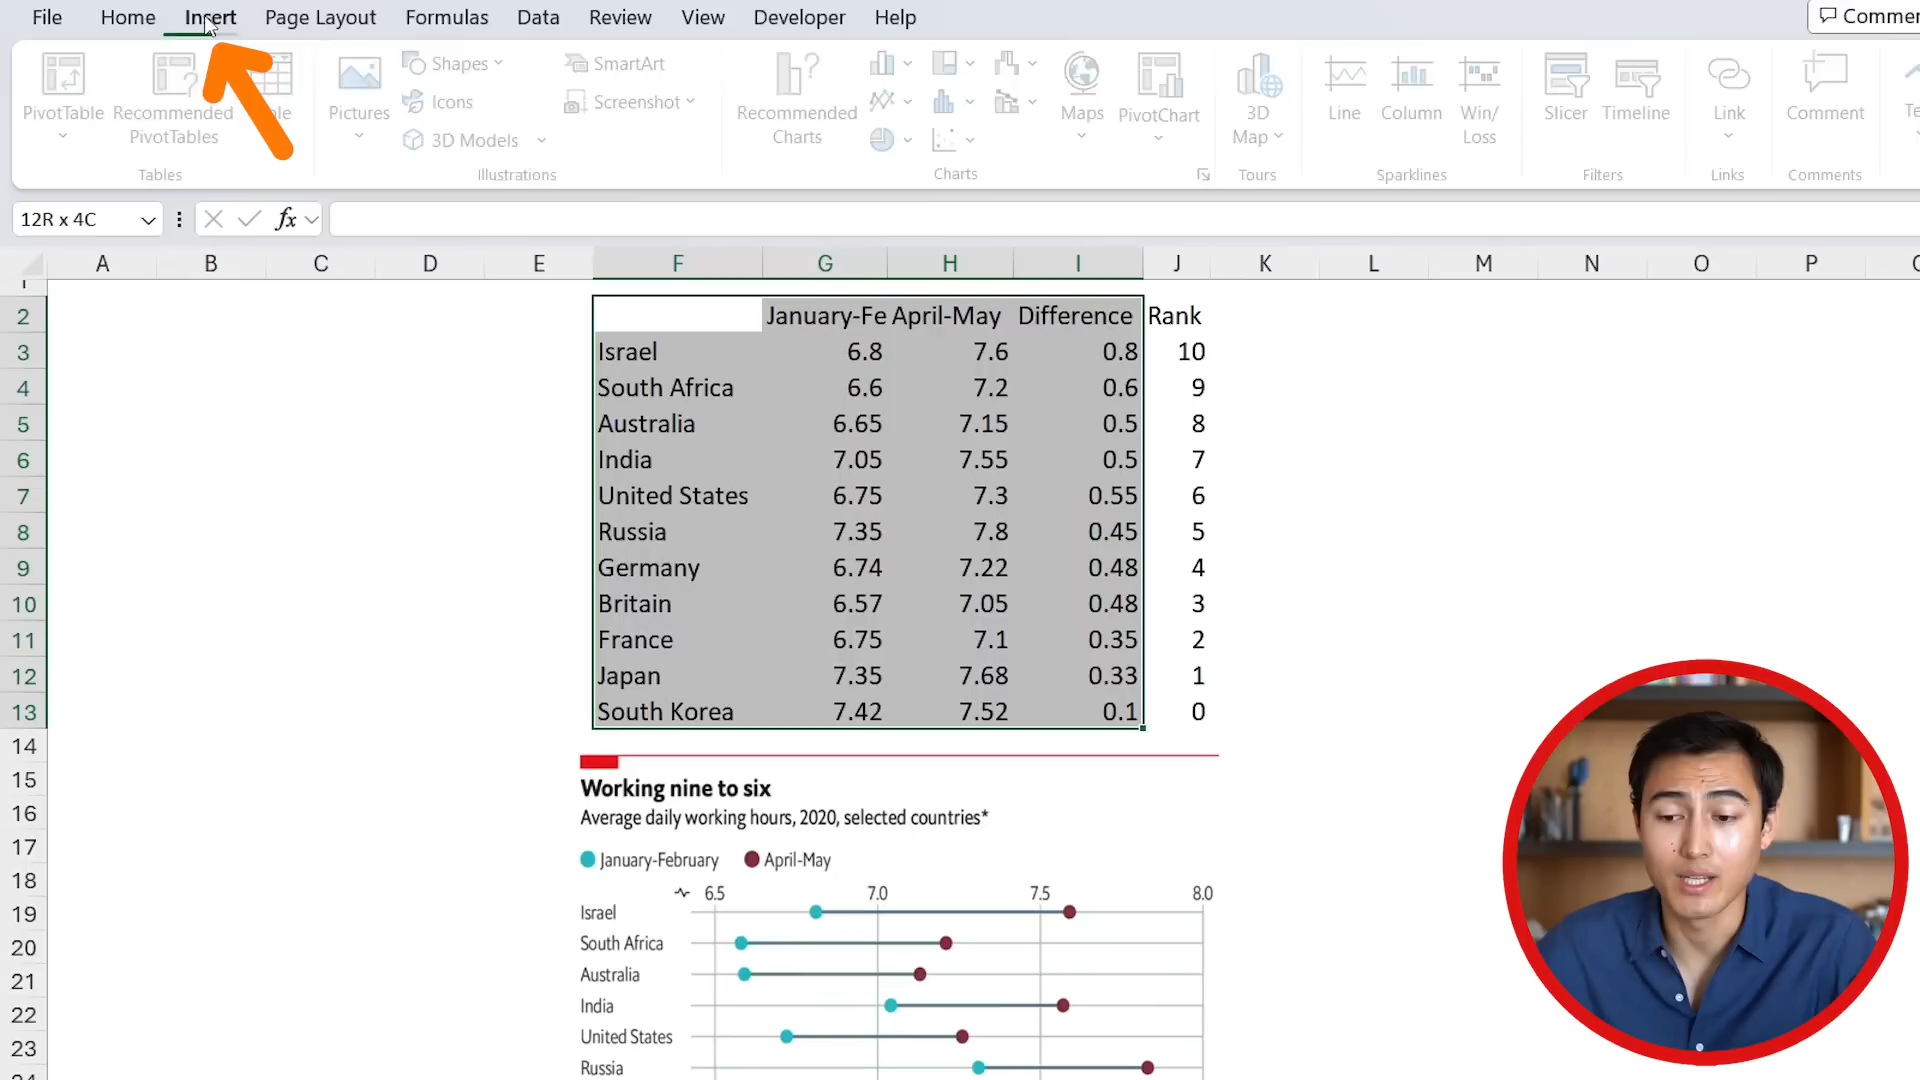 File Home Insert Page Layout Formulas Data Review View Developer Help
PivotTable Recommended PivotTables
Tables
Pictures Shapes Icons 3D Models SmartArt Screenshot
Illustrations
Recommended Charts Maps PivotChart
Charts
3D Map
Tours
Line Column Win/Loss
Sparklines
Slicer Timeline
Filters
Link
Links
Comment
Comments
12R x 4C fx
A B C D E F G H I J K L M N O P
2 January-Fe April-May Difference Rank
3 Israel 6.8 7.6 0.8 10
4 South Africa 6.6 7.2 0.6 9
5 Australia 6.65 7.15 0.5 8
6 India 7.05 7.55 0.5 7
7 United States 6.75 7.3 0.55 6
8 Russia 7.35 7.8 0.45 5
9 Germany 6.74 7.22 0.48 4
10 Britain 6.57 7.05 0.48 3
11 France 6.75 7.1 0.35 2
12 Japan 7.35 7.68 0.33 1
13 South Korea 7.42 7.52 0.1 0
14
15
16
17
18
19
20
21
22
23
Working nine to six
Average daily working hours, 2020, selected countries*
January-February April-May
6.5 7.0 7.5 8.0
Israel
South Africa
Australia
India
United States
Russia